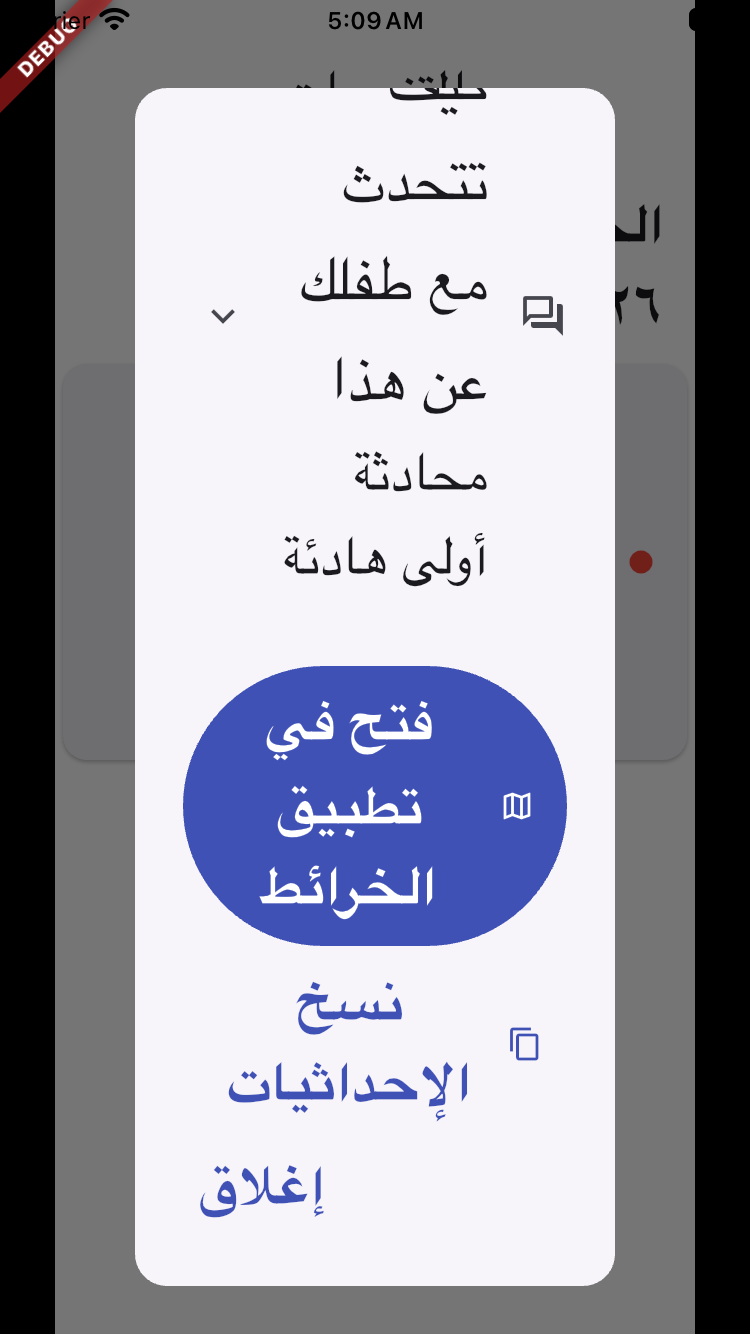 5:09 AM
DEBUG
تتحدث
مع طفلك
عن هذا
محادثة
أولى هادئة
فتح في
تطبيق
الخرائط
نسخ
الإحداثيات
إغلاق